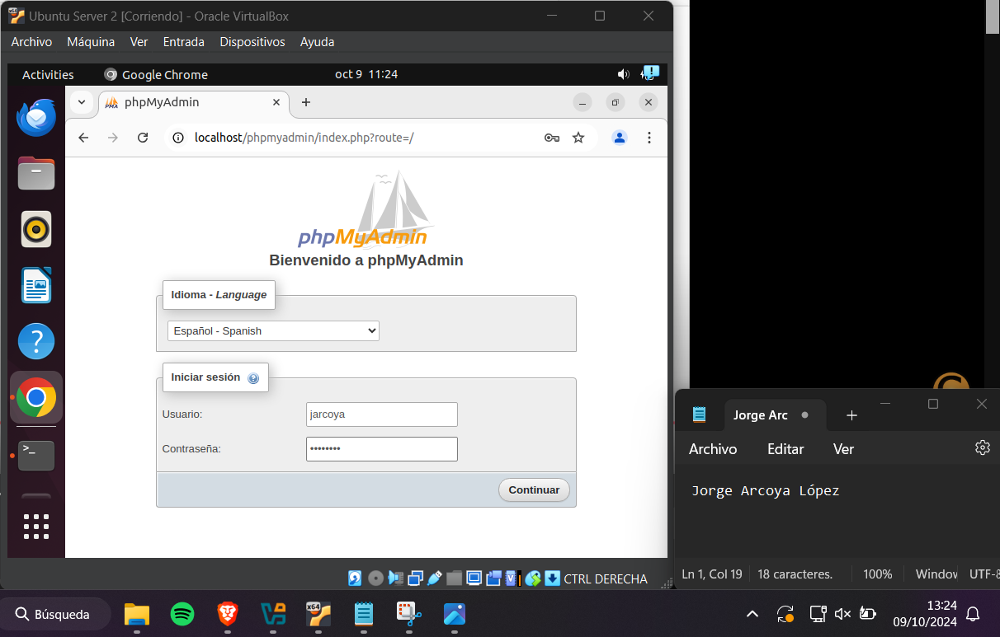 Ubuntu Server 2 [Corriendo] - Oracle VirtualBox
Archivo Máquina Ver Entrada Dispositivos Ayuda
Activities Google Chrome oct 9 11:24
phpMyAdmin
localhost/phpmyadmin/index.php?route=/
phpMyAdmin
Bienvenido a phpMyAdmin
Idioma - Language
Español - Spanish
Iniciar sesión
Usuario: jarcoya
Contraseña: ••••••••
Continuar
CTRL DERECHA
Jorge Arc
Archivo Editar Ver
Jorge Arcoya López
Ln 1, Col 19 18 caracteres. 100% Window UTF-8
Búsqueda
13:24
09/10/2024